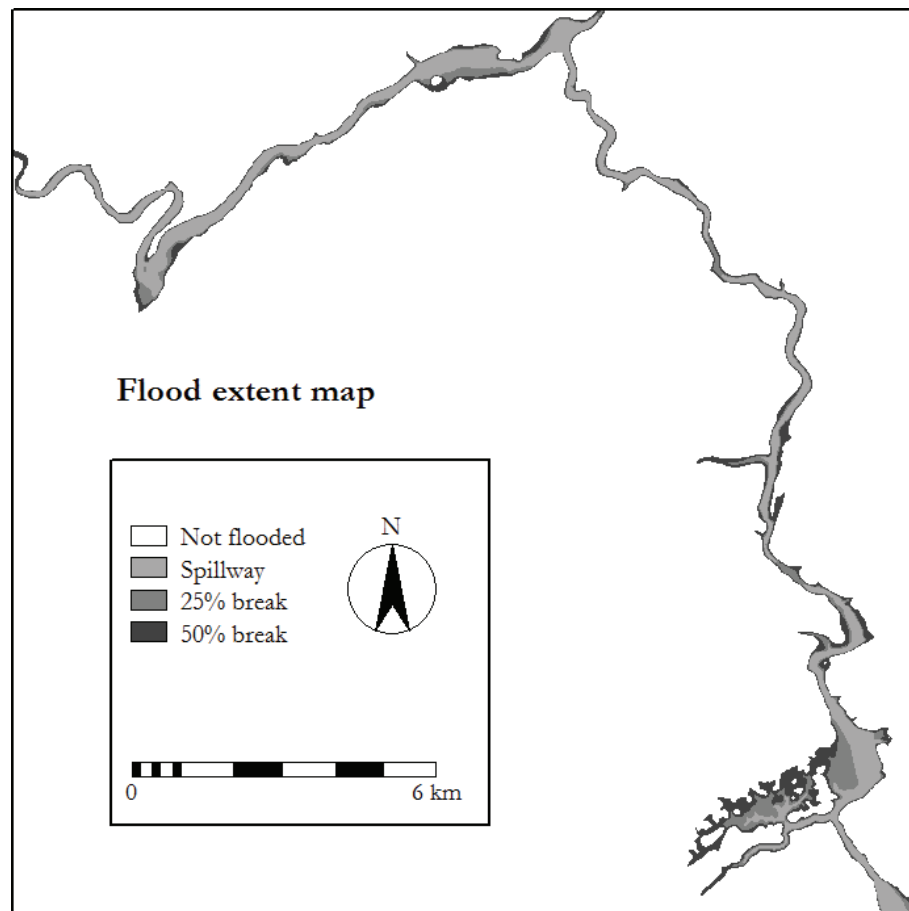 Flood extent map
N
Not flooded
Spillway
25% break
50% break
0 6 km